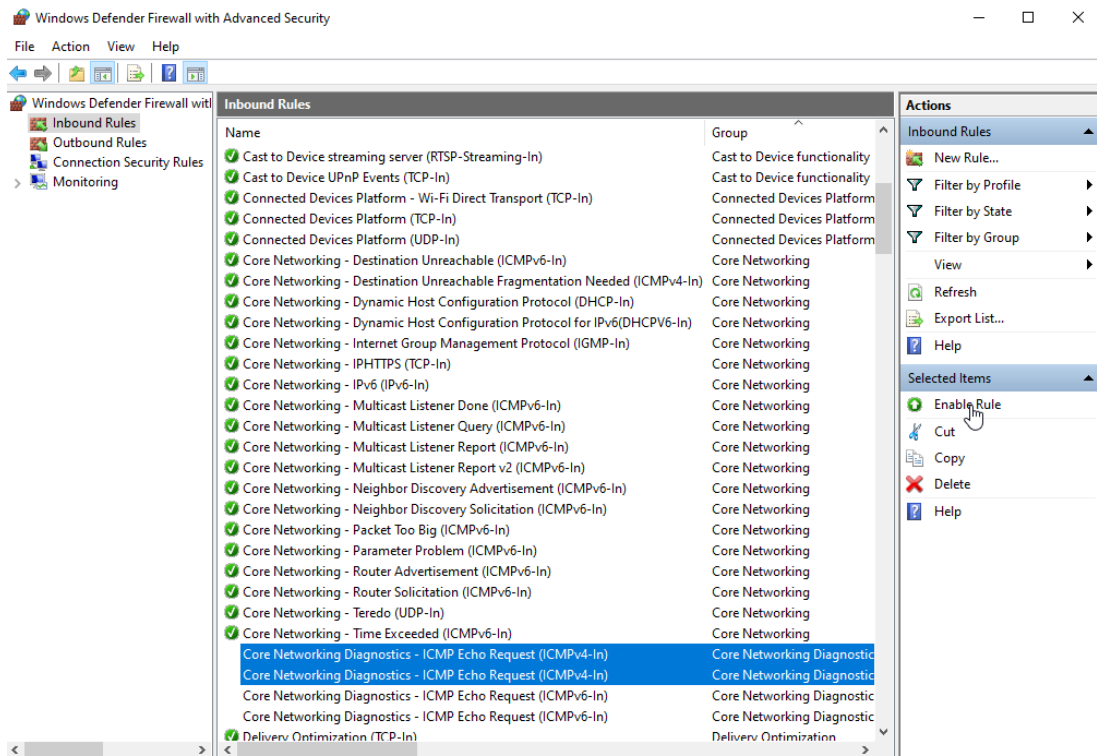 Windows Defender Firewall with Advanced Security
File Action View Help
Windows Defender Firewall wit
Inbound Rules
Outbound Rules
Connection Security Rules
Monitoring
Inbound Rules
Name Group
Cast to Device streaming server (RTSP-Streaming-In) Cast to Device functionality
Cast to Device UPnP Events (TCP-In) Cast to Device functionality
Connected Devices Platform - Wi-Fi Direct Transport (TCP-In) Connected Devices Platform
Connected Devices Platform (TCP-In) Connected Devices Platform
Connected Devices Platform (UDP-In) Connected Devices Platform
Core Networking - Destination Unreachable (ICMPv6-In) Core Networking
Core Networking - Destination Unreachable Fragmentation Needed (ICMPv4-In) Core Networking
Core Networking - Dynamic Host Configuration Protocol (DHCP-In) Core Networking
Core Networking - Dynamic Host Configuration Protocol for IPv6(DHCPV6-In) Core Networking
Core Networking - Internet Group Management Protocol (IGMP-In) Core Networking
Core Networking - IPHTTPS (TCP-In) Core Networking
Core Networking - IPv6 (IPv6-In) Core Networking
Core Networking - Multicast Listener Done (ICMPv6-In) Core Networking
Core Networking - Multicast Listener Query (ICMPv6-In) Core Networking
Core Networking - Multicast Listener Report (ICMPv6-In) Core Networking
Core Networking - Multicast Listener Report v2 (ICMPv6-In) Core Networking
Core Networking - Neighbor Discovery Advertisement (ICMPv6-In) Core Networking
Core Networking - Neighbor Discovery Solicitation (ICMPv6-In) Core Networking
Core Networking - Packet Too Big (ICMPv6-In) Core Networking
Core Networking - Parameter Problem (ICMPv6-In) Core Networking
Core Networking - Router Advertisement (ICMPv6-In) Core Networking
Core Networking - Router Solicitation (ICMPv6-In) Core Networking
Core Networking - Teredo (UDP-In) Core Networking
Core Networking - Time Exceeded (ICMPv6-In) Core Networking
Core Networking Diagnostics - ICMP Echo Request (ICMPv4-In) Core Networking Diagnostic
Core Networking Diagnostics - ICMP Echo Request (ICMPv4-In) Core Networking Diagnostic
Core Networking Diagnostics - ICMP Echo Request (ICMPv6-In) Core Networking Diagnostic
Core Networking Diagnostics - ICMP Echo Request (ICMPv6-In) Core Networking Diagnostic
Delivery Optimization (TCP-In) Delivery Optimization
Actions
Inbound Rules
New Rule...
Filter by Profile
Filter by State
Filter by Group
View
Refresh
Export List...
Help
Selected Items
Enable Rule
Cut
Copy
Delete
Help